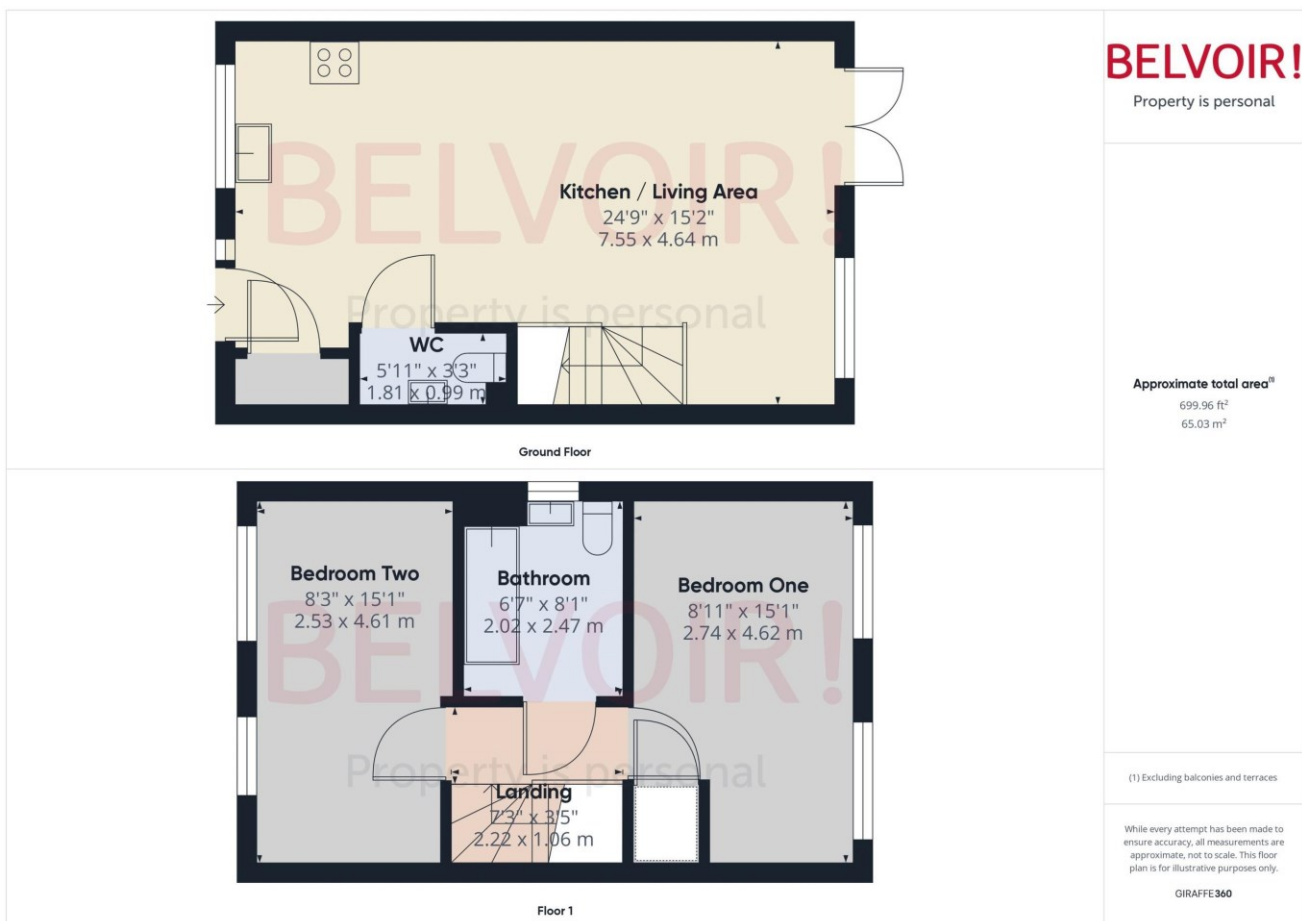 BELVOIR!
Property is personal
Kitchen / Living Area
24'9" x 15'2"
7.55 x 4.64 m
WC
5'11" x 3'3"
1.81 x 0.99 m
BELVOIR!
Property is personal
Ground Floor
Bedroom Two
8'3" x 15'1"
2.53 x 4.61 m
Bathroom
6'7" x 8'1"
2.02 x 2.47 m
Bedroom One
8'11" x 15'1"
2.74 x 4.62 m
Landing
7'3" x 3'5"
2.22 x 1.06 m
BELVOIR!
Property is personal
Floor 1
Approximate total area(1)
699.96 ft²
65.03 m²
(1) Excluding balconies and terraces
While every attempt has been made to
ensure accuracy, all measurements are
approximate, not to scale. This floor
plan is for illustrative purposes only.
GIRAFFE360